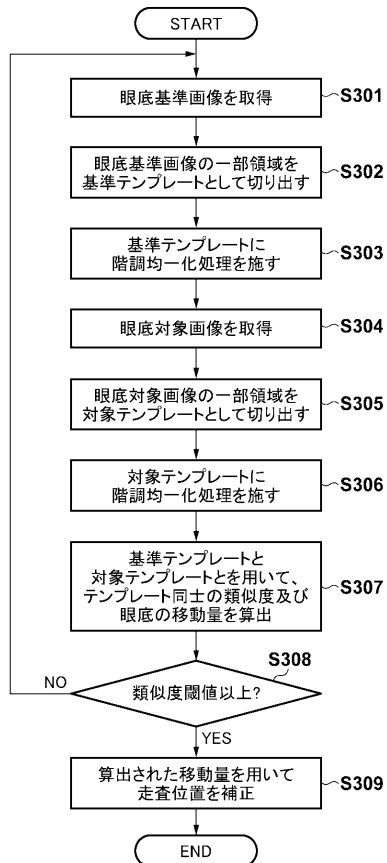 START
眼底基準画像を取得
S301
眼底基準画像の一部領域を
基準テンプレートとして切り出す
S302
基準テンプレートに
階調均一化処理を施す
S303
眼底対象画像を取得
S304
眼底対象画像の一部領域を
対象テンプレートとして切り出す
S305
対象テンプレートに
階調均一化処理を施す
S306
基準テンプレートと
対象テンプレートとを用いて、
テンプレート同士の類似度及び
眼底の移動量を算出
S307
S308
NO
類似度閾値以上?
YES
算出された移動量を用いて
走査位置を補正
S309
END